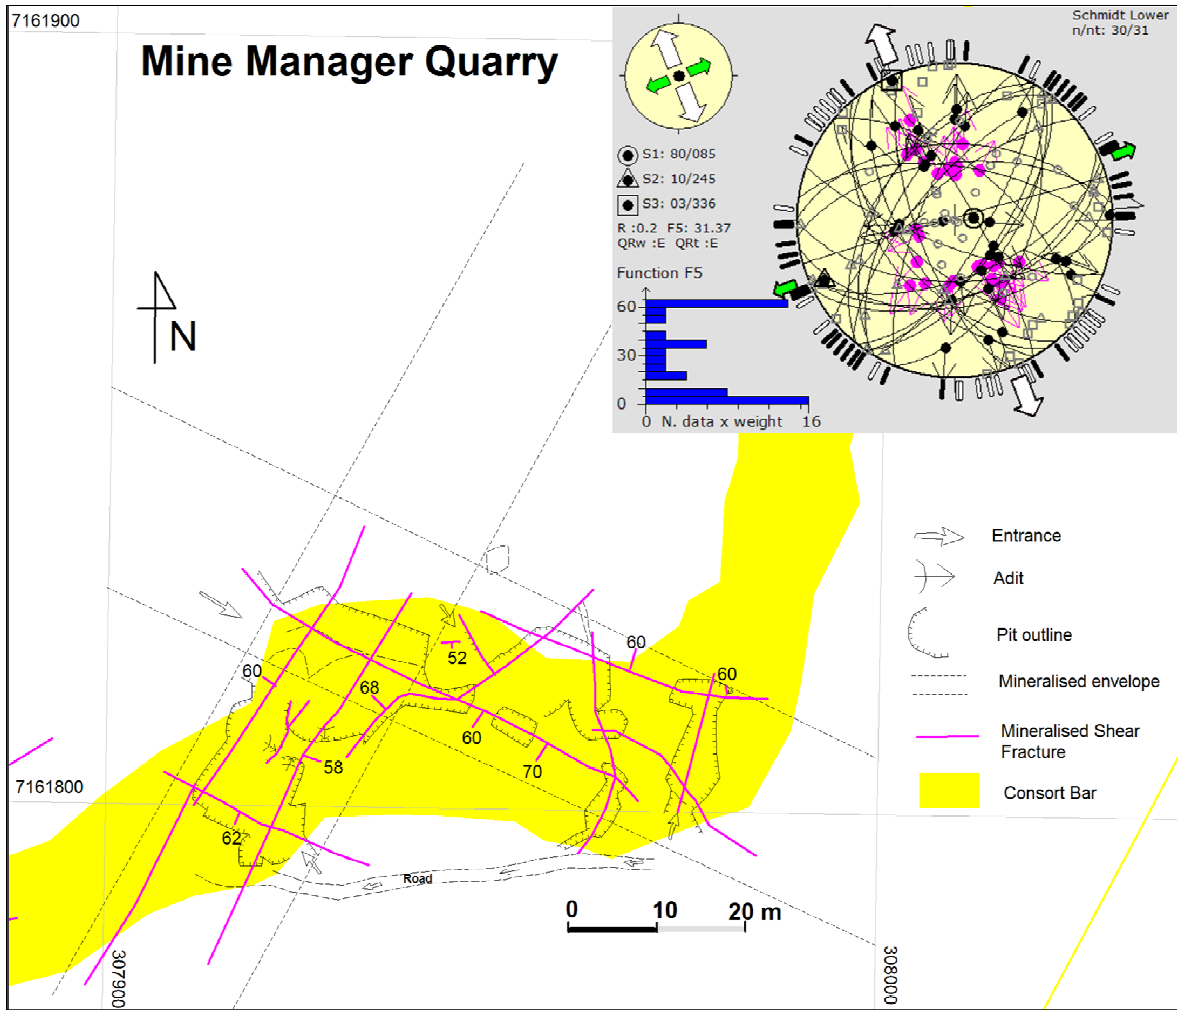 7161900
Mine Manager Quarry
Schmidt Lower
n/nt: 30/31
S1: 80/085
S2: 10/245
S3: 03/336
R :0.2 F5: 31.37
QRw :E QRt :E
Function F5
60
30
0
0 N. data x weight 16
N
Entrance
Adit
Pit outline
Mineralised envelope
Mineralised Shear
Fracture
Consort Bar
60
52
60
60
68
60
58
70
62
7161800
Road
0 10 20 m
307900
308000